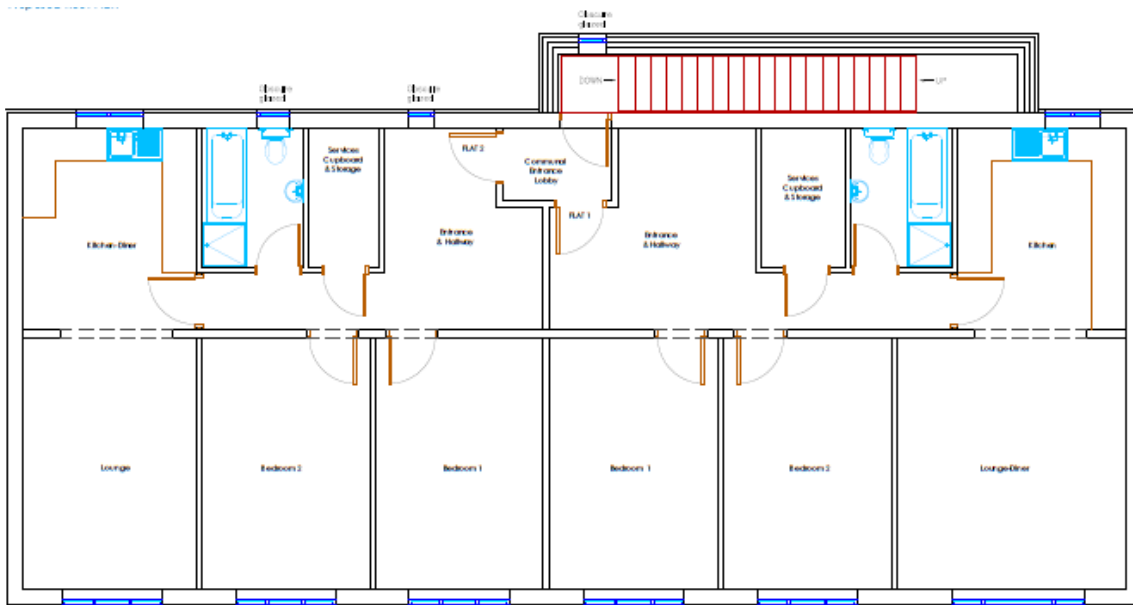 Obscure
glazed
DOWN
UP
Obscure
glazed
Obscure
glazed
FLAT 2
Communal
Entrance
Lobby
Services
Cupboard
& Storage
Services
Cupboard
& Storage
FLAT 1
Kitchen-Diner
Entrance
& Hallway
Entrance
& Hallway
Kitchen
Lounge
Bedroom 2
Bedroom 1
Bedroom 1
Bedroom 2
Lounge-Diner